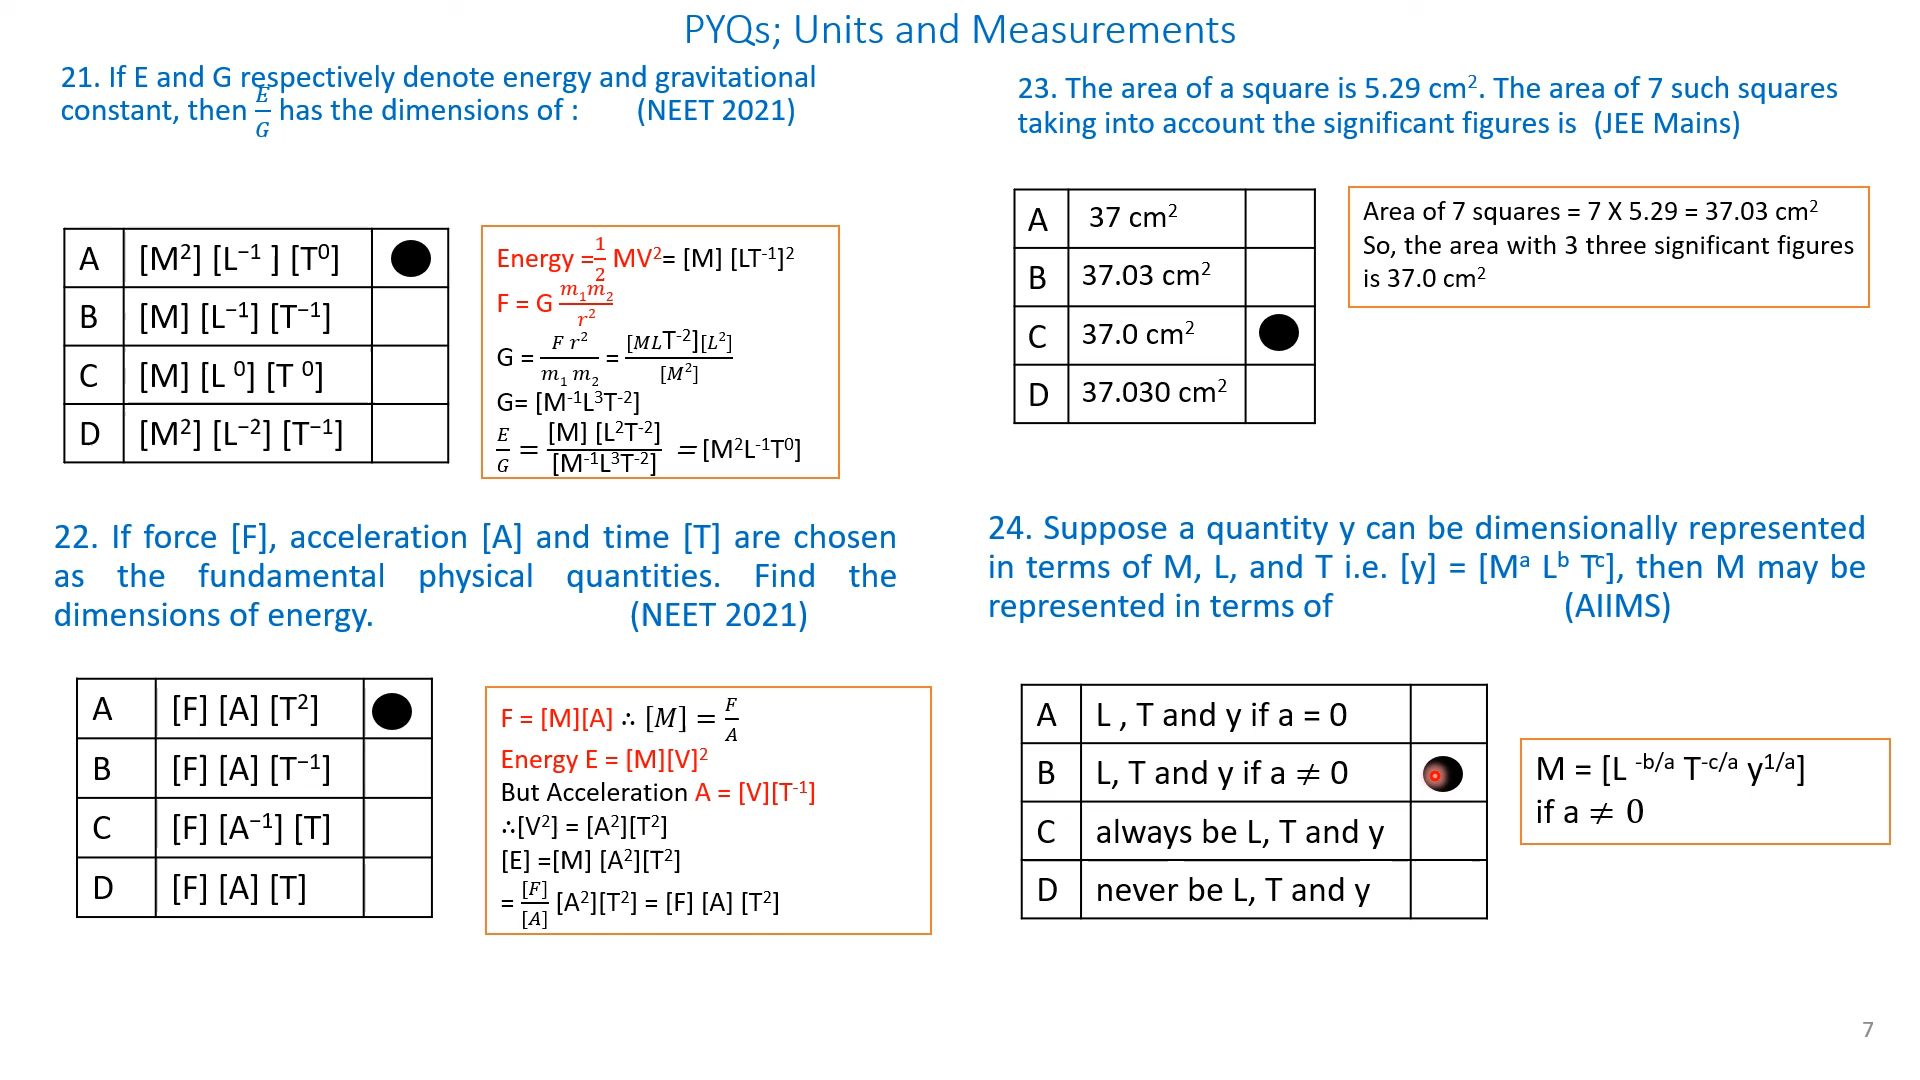 PYQs; Units and Measurements
21. If E and G respectively denote energy and gravitational
constant, then E/G has the dimensions of : (NEET 2021)
A [M²] [L⁻¹ ] [T⁰]
B [M] [L⁻¹] [T⁻¹]
C [M] [L ⁰] [T ⁰]
D [M²] [L⁻²] [T⁻¹]
Energy = 1/2 MV² = [M] [LT⁻¹]²
F = G m₁m₂/r²
G = F r²/m₁ m₂ = [MLT⁻²][L²]/[M²]
G= [M⁻¹L³T⁻²]
E/G = [M] [L²T⁻²]/[M⁻¹L³T⁻²] = [M²L⁻¹T⁰]
22. If force [F], acceleration [A] and time [T] are chosen
as the fundamental physical quantities. Find the
dimensions of energy. (NEET 2021)
A [F] [A] [T²]
B [F] [A] [T⁻¹]
C [F] [A⁻¹] [T]
D [F] [A] [T]
F = [M][A] ∴ [M] = F/A
Energy E = [M][V]²
But Acceleration A = [V][T⁻¹]
∴[V²] = [A²][T²]
[E] =[M] [A²][T²]
= [F]/[A] [A²][T²] = [F] [A] [T²]
23. The area of a square is 5.29 cm². The area of 7 such squares
taking into account the significant figures is (JEE Mains)
A 37 cm²
B 37.03 cm²
C 37.0 cm²
D 37.030 cm²
Area of 7 squares = 7 X 5.29 = 37.03 cm²
So, the area with 3 three significant figures
is 37.0 cm²
24. Suppose a quantity y can be dimensionally represented
in terms of M, L, and T i.e. [y] = [Mᵃ Lᵇ Tᶜ], then M may be
represented in terms of (AIIMS)
A L , T and y if a = 0
B L, T and y if a ≠ 0
C always be L, T and y
D never be L, T and y
M = [L ⁻ᵇ/ᵃ T⁻ᶜ/ᵃ y¹/ᵃ]
if a ≠ 0
7